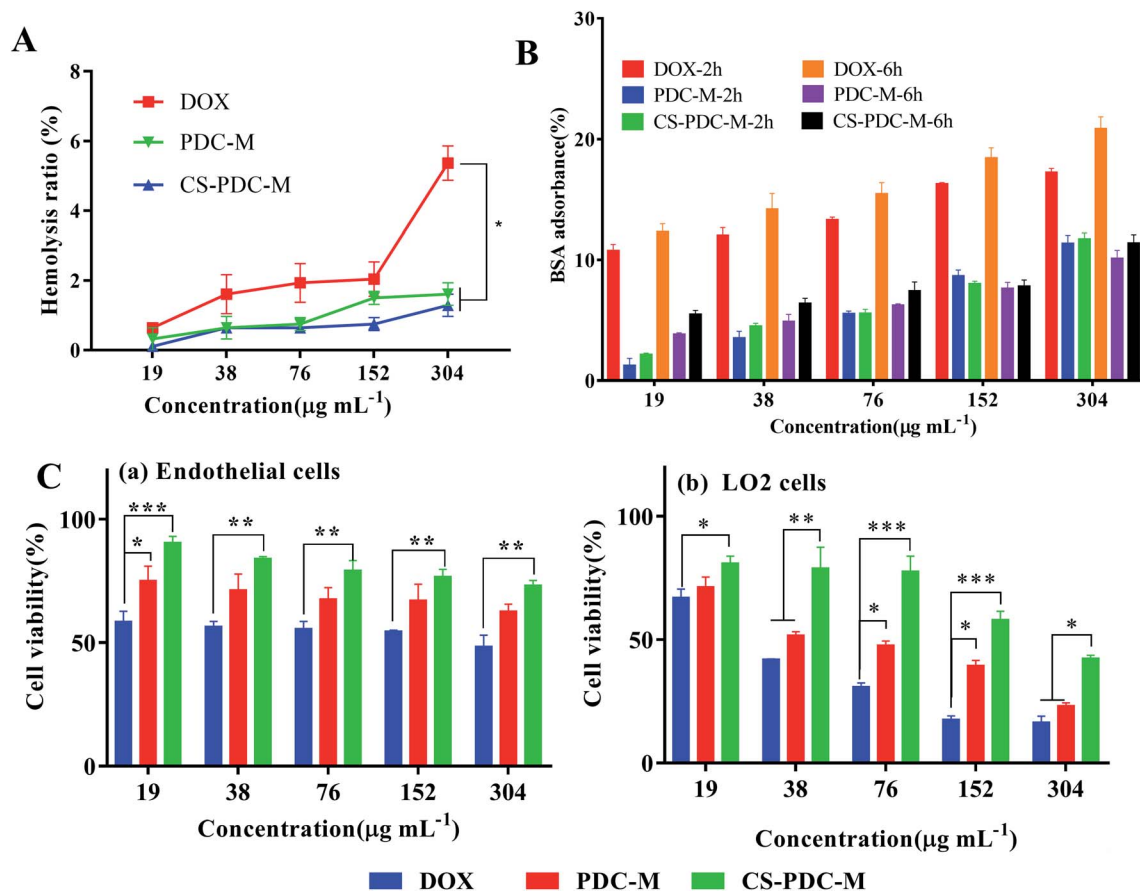 A
Hemolysis ratio (%)
8
6
4
2
0
DOX
PDC-M
CS-PDC-M
*
19 38 76 152 304
Concentration(μg mL⁻¹)
B
BSA adsorbance(%)
30
20
10
0
DOX-2h DOX-6h
PDC-M-2h PDC-M-6h
CS-PDC-M-2h CS-PDC-M-6h
19 38 76 152 304
Concentration(μg mL⁻¹)
C
(a) Endothelial cells
Cell viability(%)
100
50
0
*** ** ** ** **
*
19 38 76 152 304
Concentration(μg mL⁻¹)
(b) LO2 cells
Cell viability(%)
100
50
0
* ** ***
*** *
* *
19 38 76 152 304
Concentration(μg mL⁻¹)
DOX PDC-M CS-PDC-M